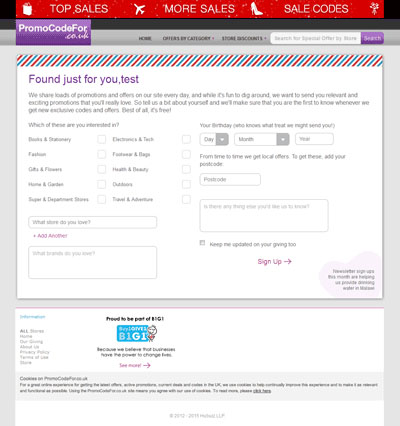 TOP SALES MORE SALES SALE CODES
PromoCodeFor
.co.uk
HOME OFFERS BY CATEGORY STORE DISCOUNTS Search for Special Offer by Store Search
Found just for you,test
We share loads of promotions and offers on our site every day, and while it's fun to dig around, we want to send you relevant and
exciting promotions that you'll really love. So tell us a bit about yourself and we'll make sure that you are the first to know whenever we
get new exclusive codes and offers. Best of all, it's free!
Which of these are you interested in?
Books & Stationery Electronics & Tech
Fashion Footwear & Bags
Gifts & Flowers Health & Beauty
Home & Garden Outdoors
Super & Department Stores Travel & Adventure
What store do you love?
+ Add Another
What brands do you love?
Your Birthday (who knows what treat we might send you!)
Day Month Year
From time to time we get local offers. To get these, add your
postcode:
Postcode
Is there any thing else you'd like us to know?
Keep me updated on your giving too
Sign Up
Newsletter sign ups
this month are helping
us provide drinking
water in Malawi
Information
ALL Stores
Home
Our Giving
About Us
Privacy Policy
Terms of use
Store
Proud to be part of B1G1
Buy1GIVE1
B1G1
Because we believe that businesses
have the power to change lives.
See more!
Cookies on PromoCodeFor.co.uk
For a great online experience for getting the latest offers, active promotions, current deals and codes in the UK, we use cookies to help continually improve this experience and to make it as relevant
and functional as possible. Using the PromoCodeFor.co.uk site means you agree with our use of cookies. To read more, please click here.